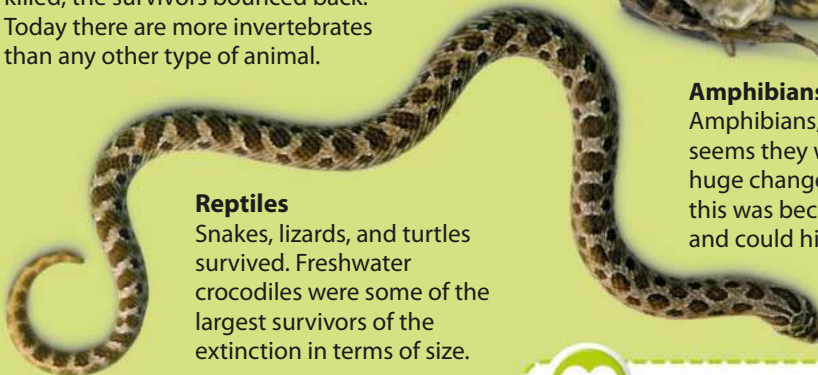 killed, the survivors bounced back.
Today there are more invertebrates
than any other type of animal.
Reptiles
Snakes, lizards, and turtles
survived. Freshwater
crocodiles were some of the
largest survivors of the
extinction in terms of size.
Amphibians
Amphibians,
seems they w
huge change
this was bec
and could hi